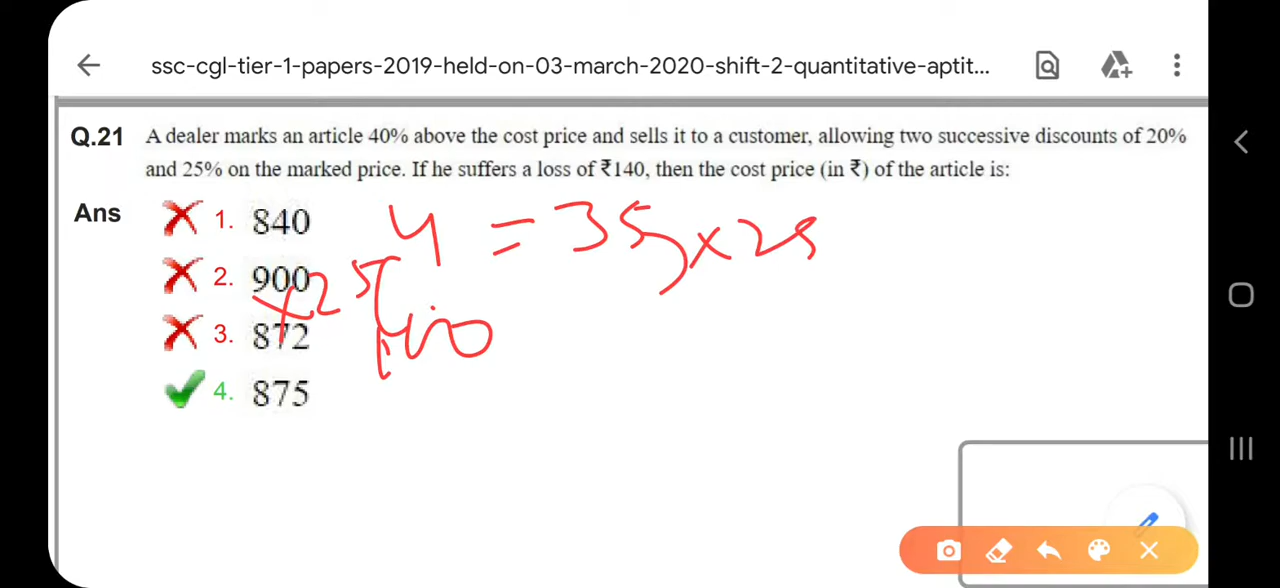 ssc-cgl-tier-1-papers-2019-held-on-03-march-2020-shift-2-quantitative-aptit...
Q.21 A dealer marks an article 40% above the cost price and sells it to a customer, allowing two successive discounts of 20%
and 25% on the marked price. If he suffers a loss of ₹140, then the cost price (in ₹) of the article is:
Ans
1. 840
2. 900
3. 872
4. 875
4 = 35 x 25
x 25
140